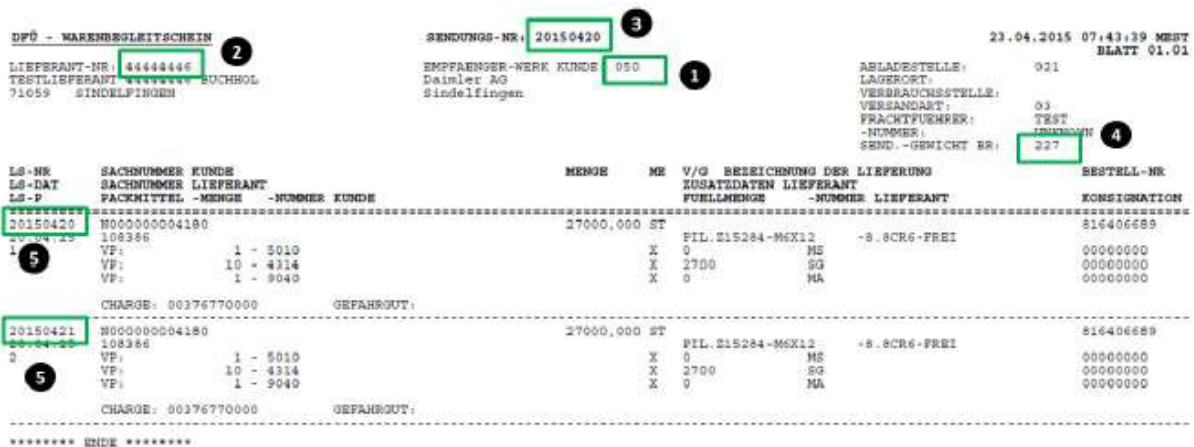 DFÜ - WARENBEGLEITSCHEIN SENDUNGS-NR: 20150420 23.04.2015 07:43:39 MEST
BLATT 01.01
3
2
LIEFERANT-NR: 44444446 EMPFAENGER-WERK KUNDE: 050 ABLADESTELLE: 021
1
TESTLIEFERANT 44444446 BUCHHOL Daimler AG LAGERORT:
71059 SINDELFINGEN Sindelfingen VERBRAUCHSSTELLE:
VERSANDART: 03
FRACHTFUEHRER: TEST
-NUMMER: UNKNOWN
4
SEND.-GEWICHT BR: 227
LS-NR SACHNUMMER KUNDE MENGE ME V/G BEZEICHNUNG DER LIEFERUNG BESTELL-NR
LS-DAT SACHNUMMER LIEFERANT ZUSATZDATEN LIEFERANT
LS-P PACKMITTEL -MENGE -NUMMER KUNDE FUELLMENGE -NUMMER LIEFERANT KONSIGNATION
20150420 N000000004180 27000,000 ST 816406689
20.04.15 108386 PIL.Z15284-M6X12 -8.8CR6-FREI
1 VP: 1 - 5010 X 0 MS 00000000
5
VP: 10 - 4314 X 2700 SG 00000000
VP: 1 - 9040 X 0 MA 00000000
CHARGE: 00376770000 GEFAHRGUT:
20150421 N000000004180 27000,000 ST 816406689
108386 PIL.Z15284-M6X12 -8.8CR6-FREI
2 VP: 1 - 5010 X 0 MS 00000000
5
VP: 10 - 4314 X 2700 SG 00000000
VP: 1 - 9040 X 0 MA 00000000
CHARGE: 00376770000 GEFAHRGUT:
******** ENDE ********